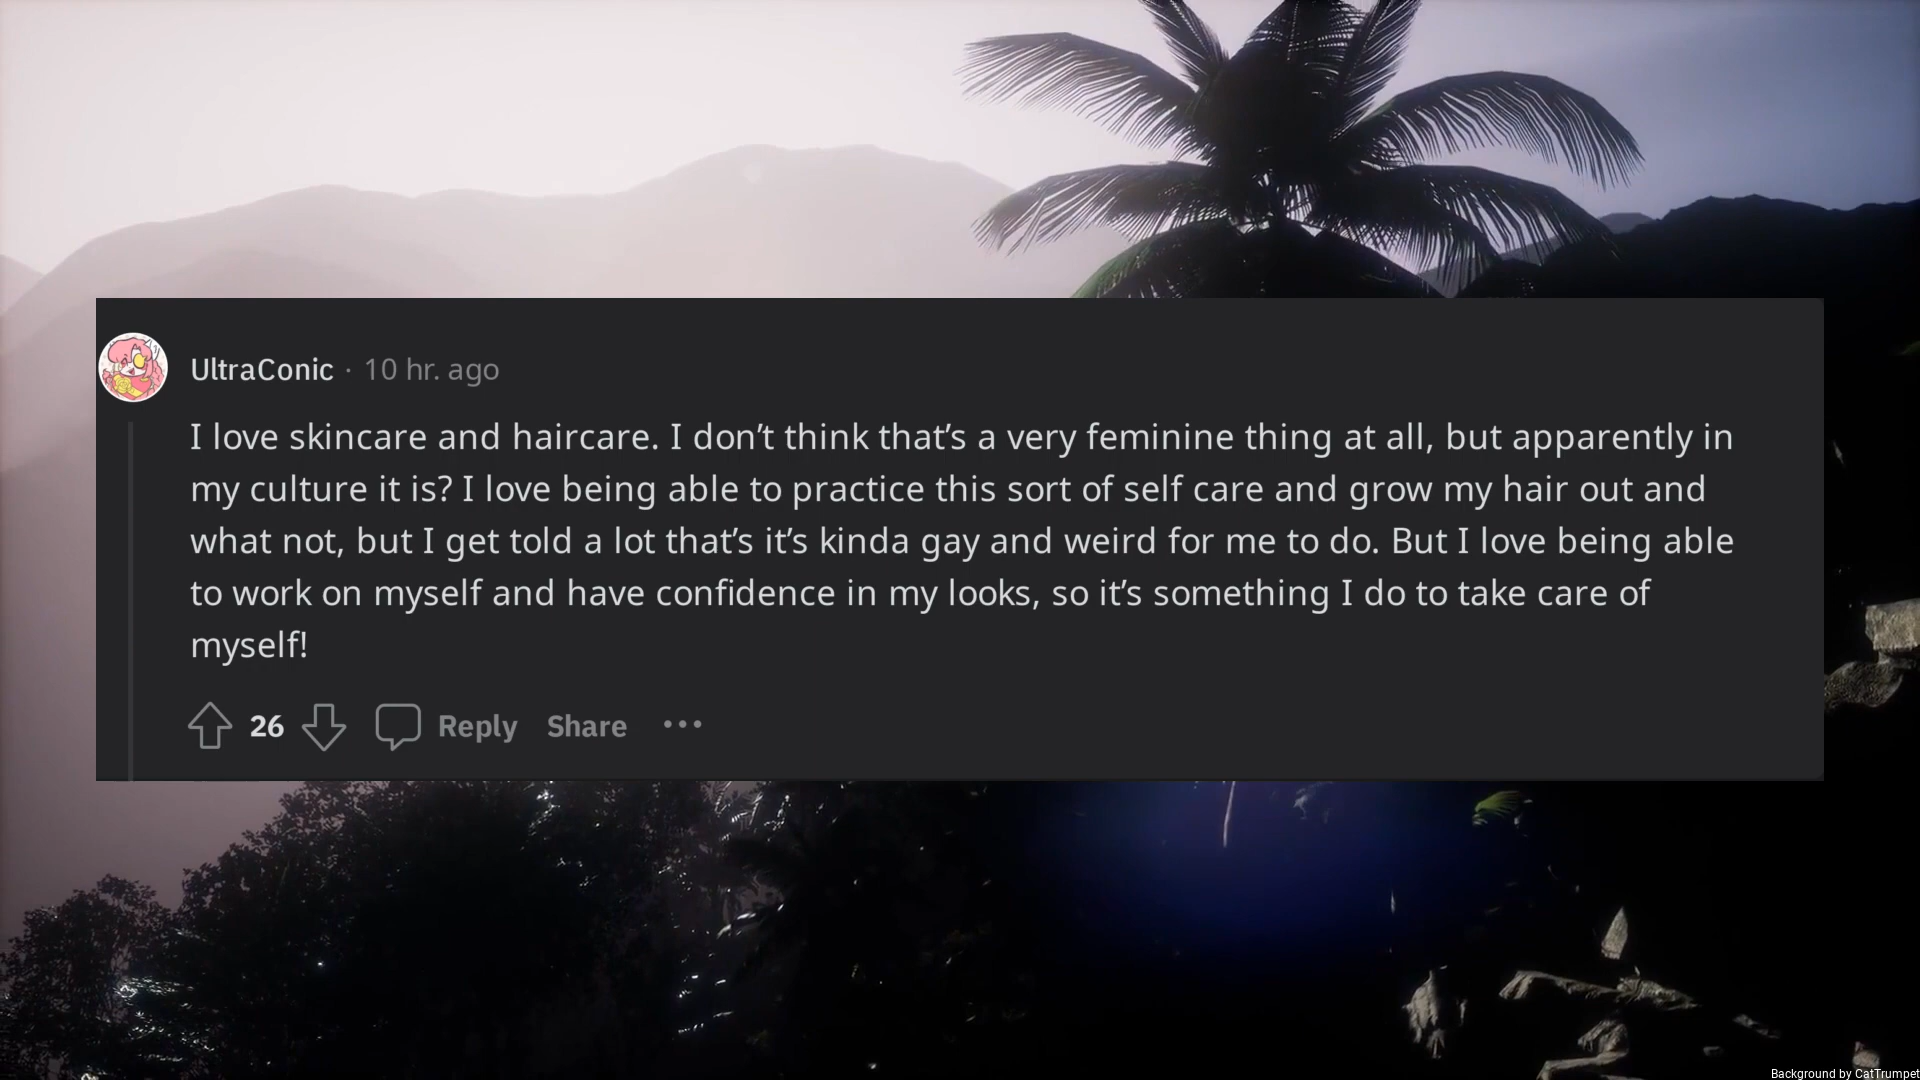 UltraConic · 10 hr. ago
I love skincare and haircare. I don’t think that’s a very feminine thing at all, but apparently in
my culture it is? I love being able to practice this sort of self care and grow my hair out and
what not, but I get told a lot that’s it’s kinda gay and weird for me to do. But I love being able
to work on myself and have confidence in my looks, so it’s something I do to take care of
myself!
26 Reply Share •••
Background by CatTrumpet